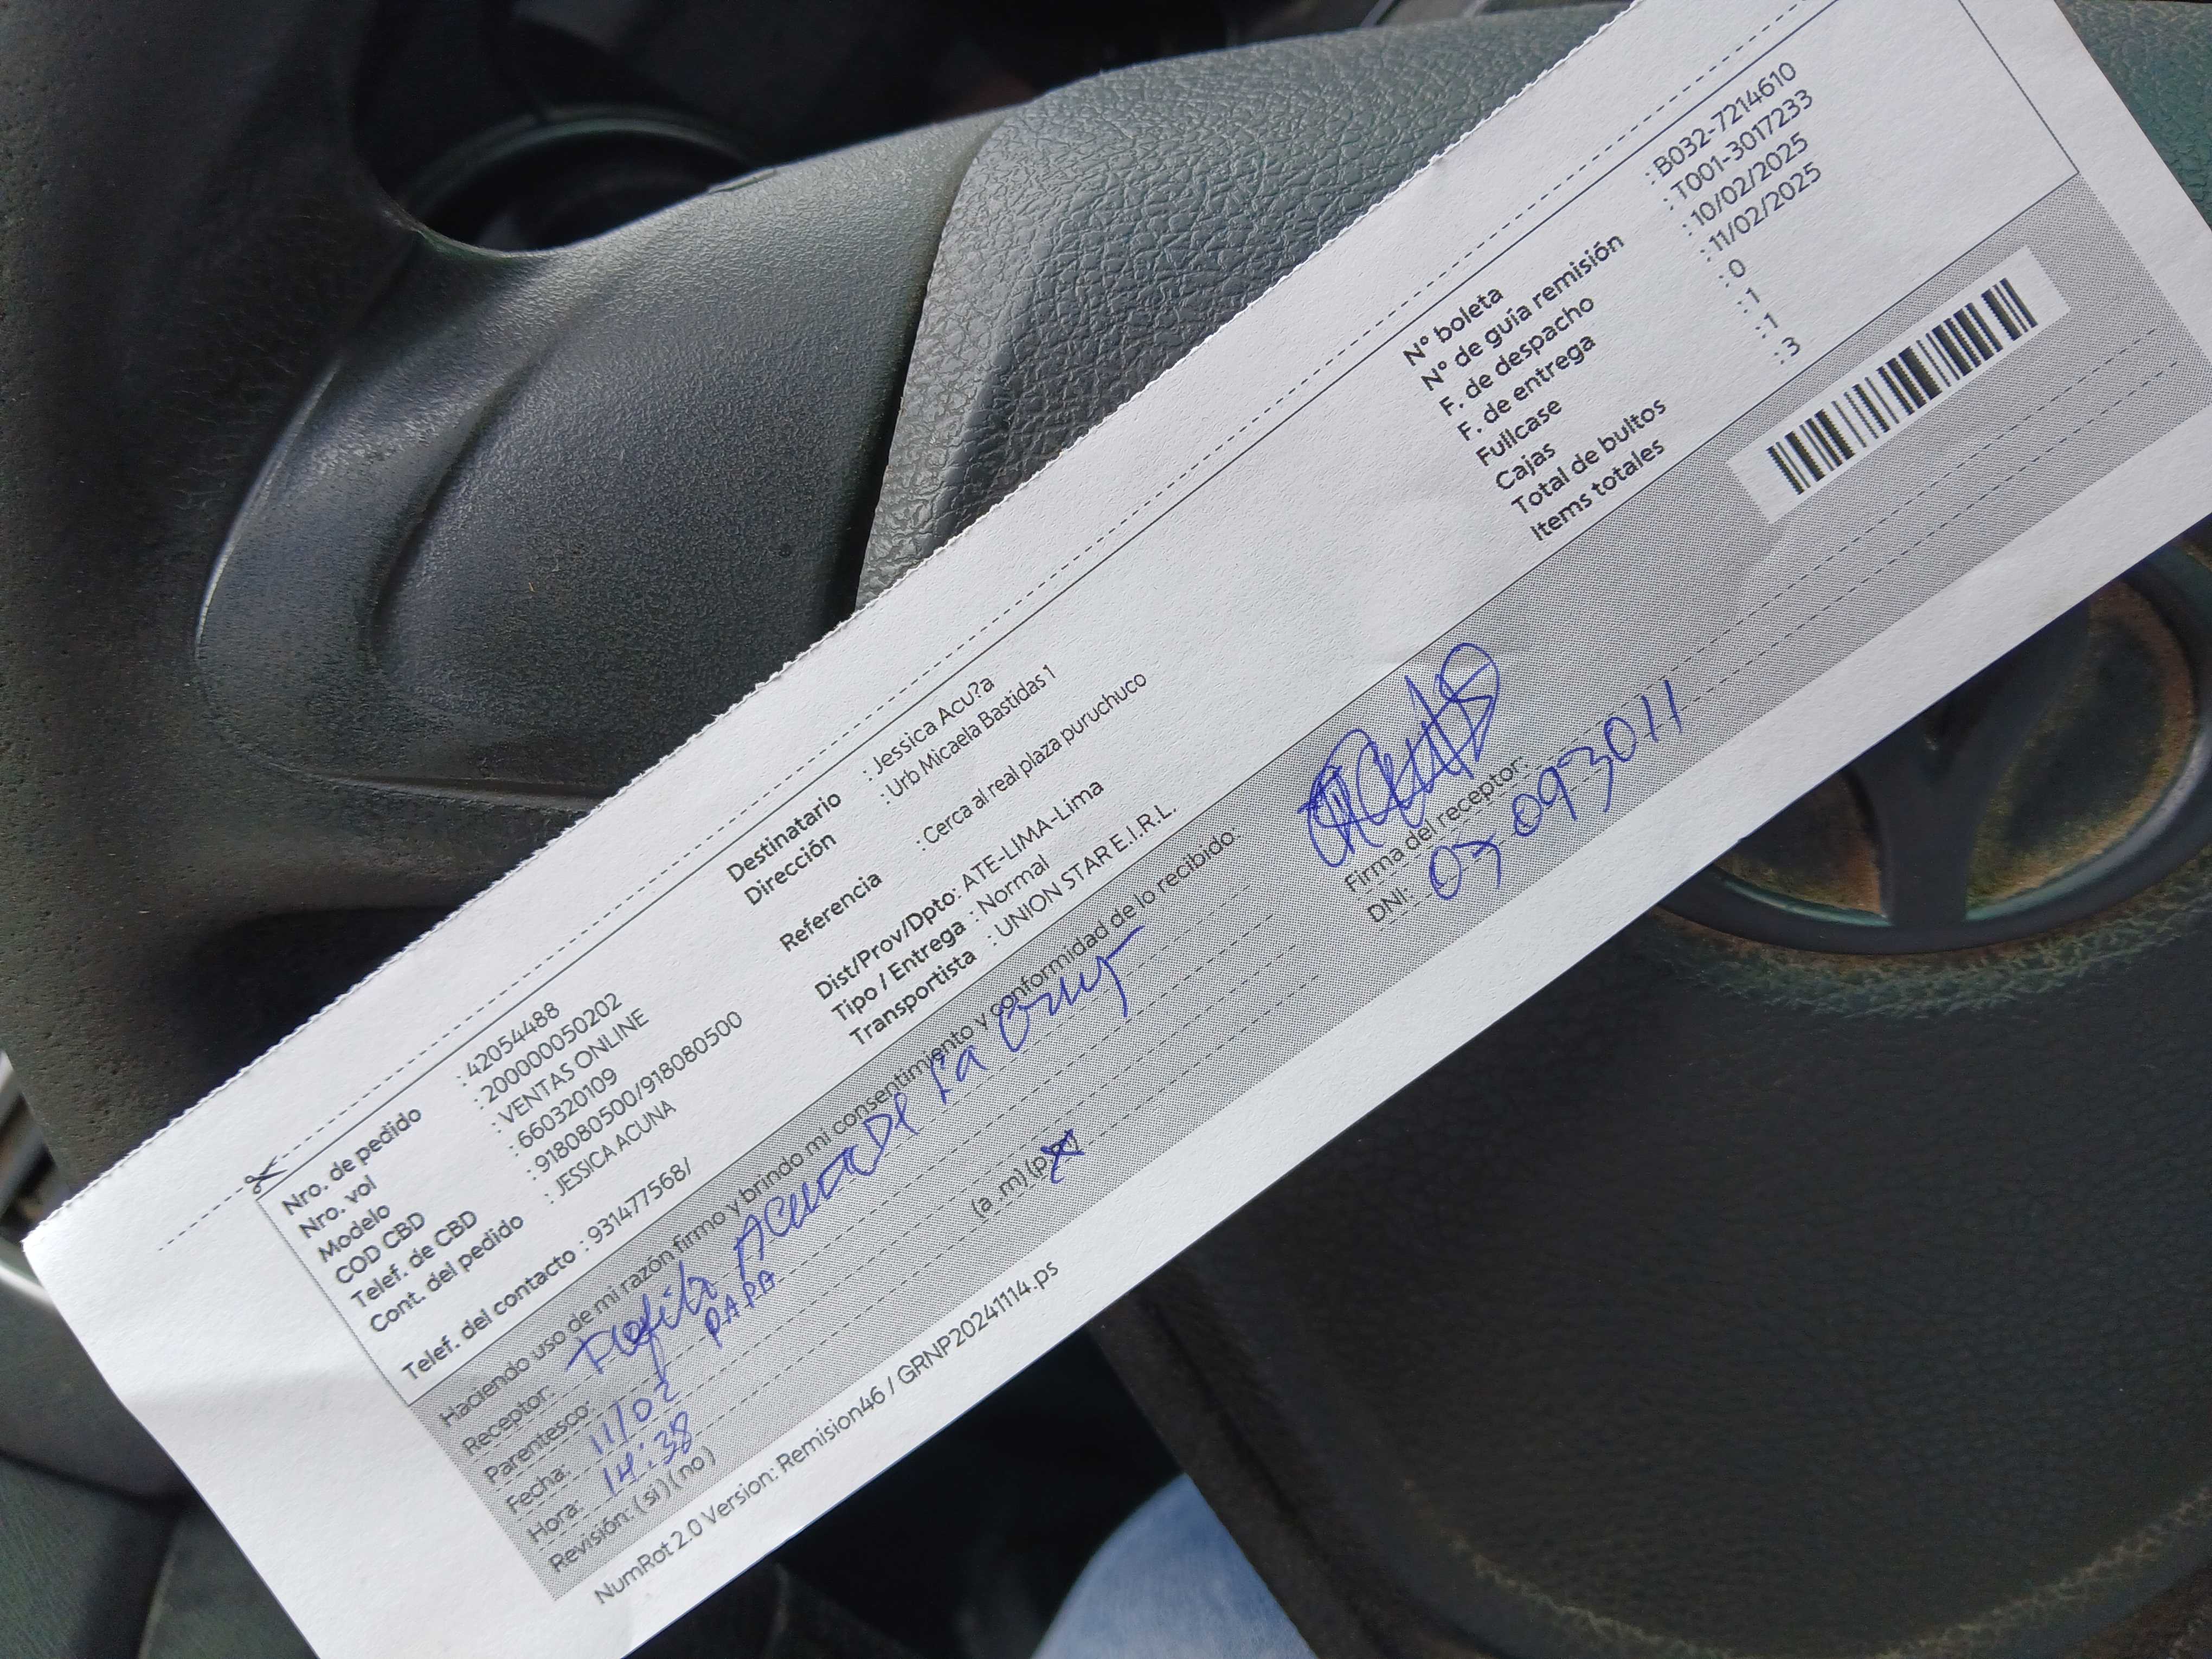 Nro. de pedido : 42054488
Nro. vol : 200000050202
Modelo : VENTAS ONLINE
COD CBD : 660320109
Telef. de CBD : 918080500/918080500
Cont. del pedido : JESSICA ACUNA
Telef. del contacto : 931477568/
Destinatario : Jessica Acu?a
Dirección : Urb Micaela Bastidas 1
Referencia : Cerca al real plaza puruchuco
Dist/Prov/Dpto: ATE-LIMA-Lima
Tipo / Entrega : Normal
Transportista : UNION STAR E.I.R.L.
N° boleta : B032-7214610
N° de guia remisión : T001-3017233
F. de despacho : 10/02/2025
F. de entrega : 11/02/2025
Fullcase : 0
Cajas : 1
Total de bultos : 1
Items totales : 3
Haciendo uso de mi razón firmo y brindo mi consentimiento y conformidad de lo recibido:
Receptor: De La
Parentesco: PAPA
Fecha: 11/02
Hora: 14:38 (a .m) (p.m)
Revisión: (si) (no)
Firma del receptor:
DNI: 07093011
NumRot 2.0 Version: Remision46 / GRNP20241114.ps